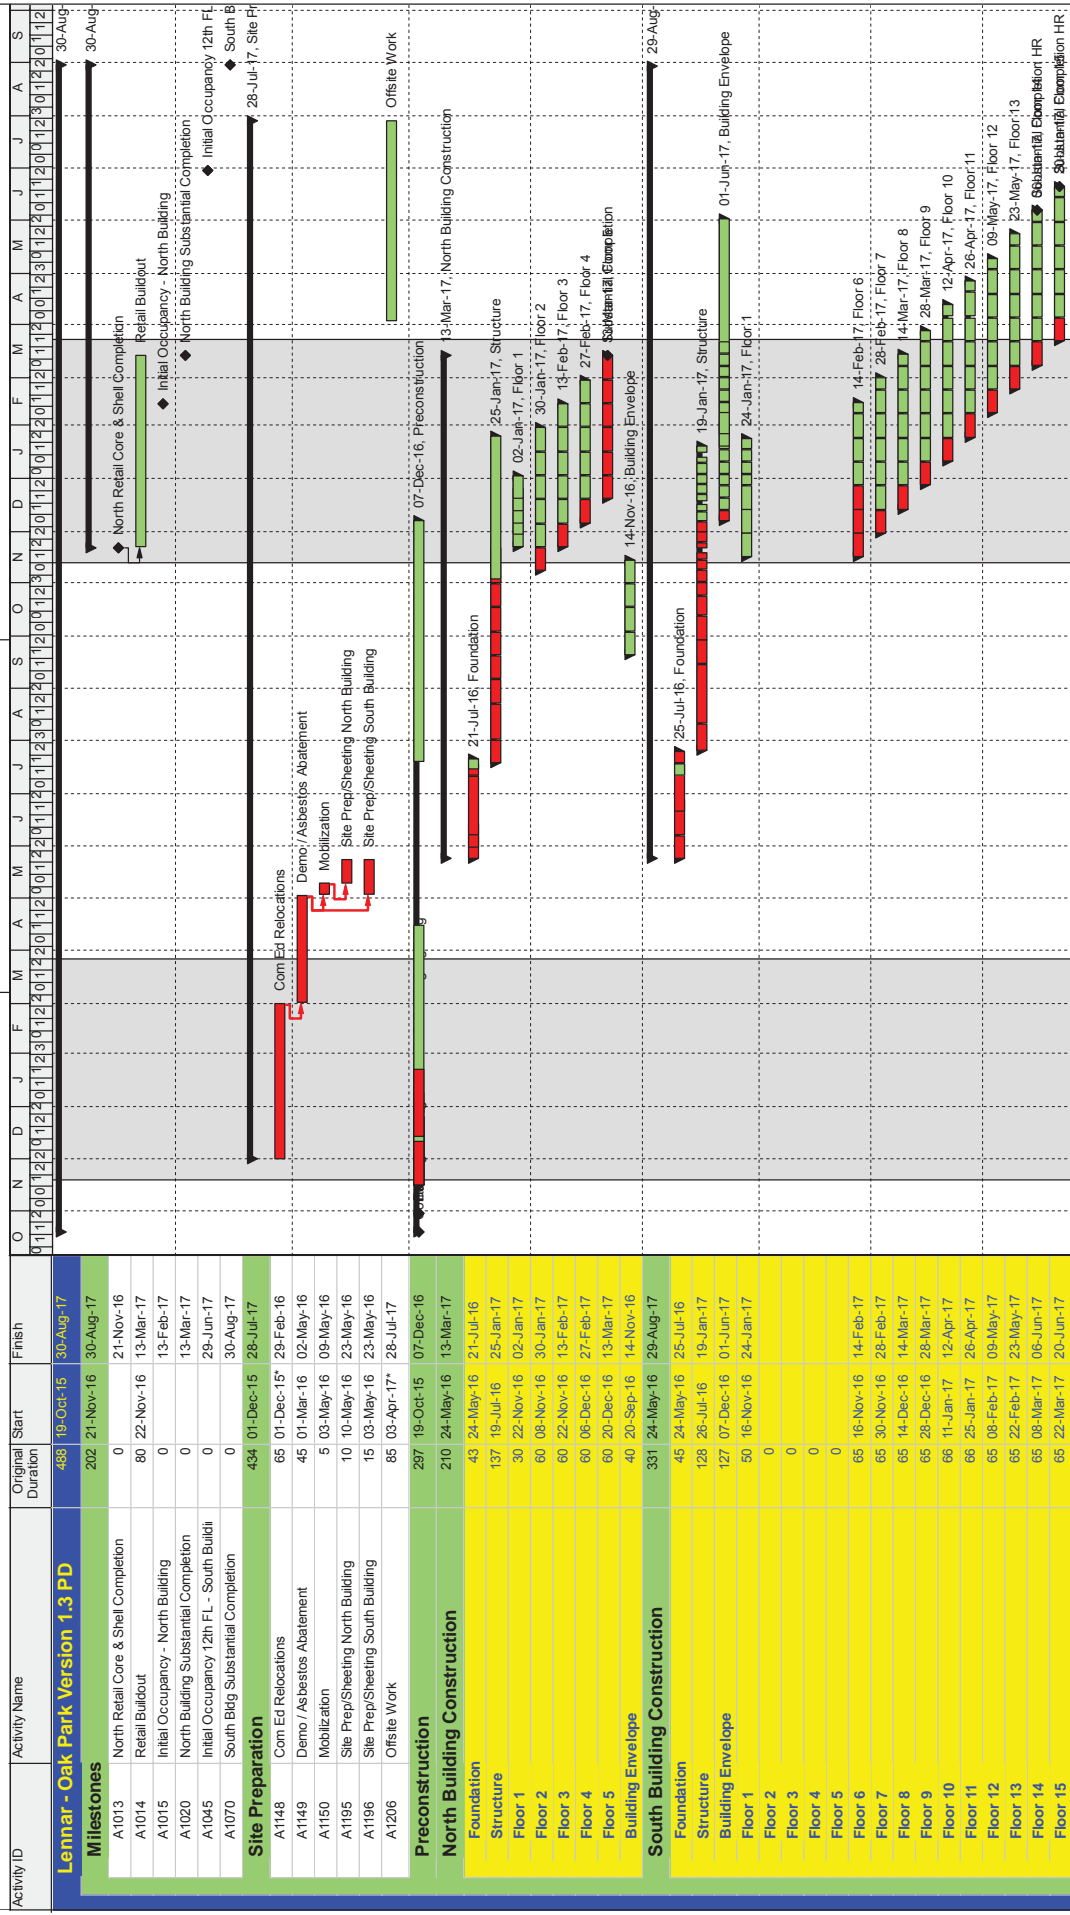 Activity ID Activity Name Original Duration Start Finish
O N D J F M A M J J A S O N D J F M A M J J A S
Lennar - Oak Park Version 1.3 PD 488 19-Oct-15 30-Aug-17
Milestones 202 21-Nov-16 30-Aug-17
A1013 North Retail Core & Shell Completion 0 21-Nov-16
A1014 Retail Buildout 80 22-Nov-16 13-Mar-17
A1015 Initial Occupancy - North Building 0 13-Feb-17
A1020 North Building Substantial Completion 0 13-Mar-17
A1045 Initial Occupancy 12th FL - South Buildi 0 29-Jun-17
A1070 South Bldg Substantial Completion 0 30-Aug-17
Site Preparation 434 01-Dec-15 28-Jul-17
A1148 Com Ed Relocations 65 01-Dec-15* 29-Feb-16
A1149 Demo / Asbestos Abatement 45 01-Mar-16 02-May-16
A1150 Mobilization 5 03-May-16 09-May-16
A1195 Site Prep/Sheeting North Building 10 10-May-16 23-May-16
A1196 Site Prep/Sheeting South Building 15 03-May-16 23-May-16
A1206 Offsite Work 85 03-Apr-17* 28-Jul-17
Preconstruction 297 19-Oct-15 07-Dec-16
North Building Construction 210 24-May-16 13-Mar-17
Foundation 43 24-May-16 21-Jul-16
Structure 137 19-Jul-16 25-Jan-17
Floor 1 30 22-Nov-16 02-Jan-17
Floor 2 60 08-Nov-16 30-Jan-17
Floor 3 60 22-Nov-16 13-Feb-17
Floor 4 60 06-Dec-16 27-Feb-17
Floor 5 60 20-Dec-16 13-Mar-17
Building Envelope 40 20-Sep-16 14-Nov-16
South Building Construction 331 24-May-16 29-Aug-17
Foundation 45 24-May-16 25-Jul-16
Structure 128 26-Jul-16 19-Jan-17
Building Envelope 127 07-Dec-16 01-Jun-17
Floor 1 50 16-Nov-16 24-Jan-17
Floor 2 0
Floor 3 0
Floor 4 0
Floor 5 0
Floor 6 65 16-Nov-16 14-Feb-17
Floor 7 65 30-Nov-16 28-Feb-17
Floor 8 65 14-Dec-16 14-Mar-17
Floor 9 65 28-Dec-16 28-Mar-17
Floor 10 66 11-Jan-17 12-Apr-17
Floor 11 66 25-Jan-17 26-Apr-17
Floor 12 65 08-Feb-17 09-May-17
Floor 13 65 22-Feb-17 23-May-17
Floor 14 65 08-Mar-17 06-Jun-17
Floor 15 65 22-Mar-17 20-Jun-17
30-Aug-
30-Aug-
North Retail Core & Shell Completion
Retail Buildout
Initial Occupancy - North Building
North Building Substantial Completion
Initial Occupancy 12th FL
South B
28-Jul-17, Site Pr
Com Ed Relocations
Demo / Asbestos Abatement
Mobilization
Site Prep/Sheeting North Building
Site Prep/Sheeting South Building
Offsite Work
07-Dec-16, Preconstruction
13-Mar-17, North Building Construction
21-Jul-16, Foundation
25-Jan-17, Structure
02-Jan-17, Floor 1
30-Jan-17, Floor 2
13-Feb-17, Floor 3
27-Feb-17, Floor 4
14-Nov-16, Building Envelope
29-Aug-
25-Jul-16, Foundation
19-Jan-17, Structure
01-Jun-17, Building Envelope
24-Jan-17, Floor 1
14-Feb-17, Floor 6
28-Feb-17, Floor 7
14-Mar-17, Floor 8
28-Mar-17, Floor 9
12-Apr-17, Floor 10
26-Apr-17, Floor 11
09-May-17, Floor 12
23-May-17, Floor 13